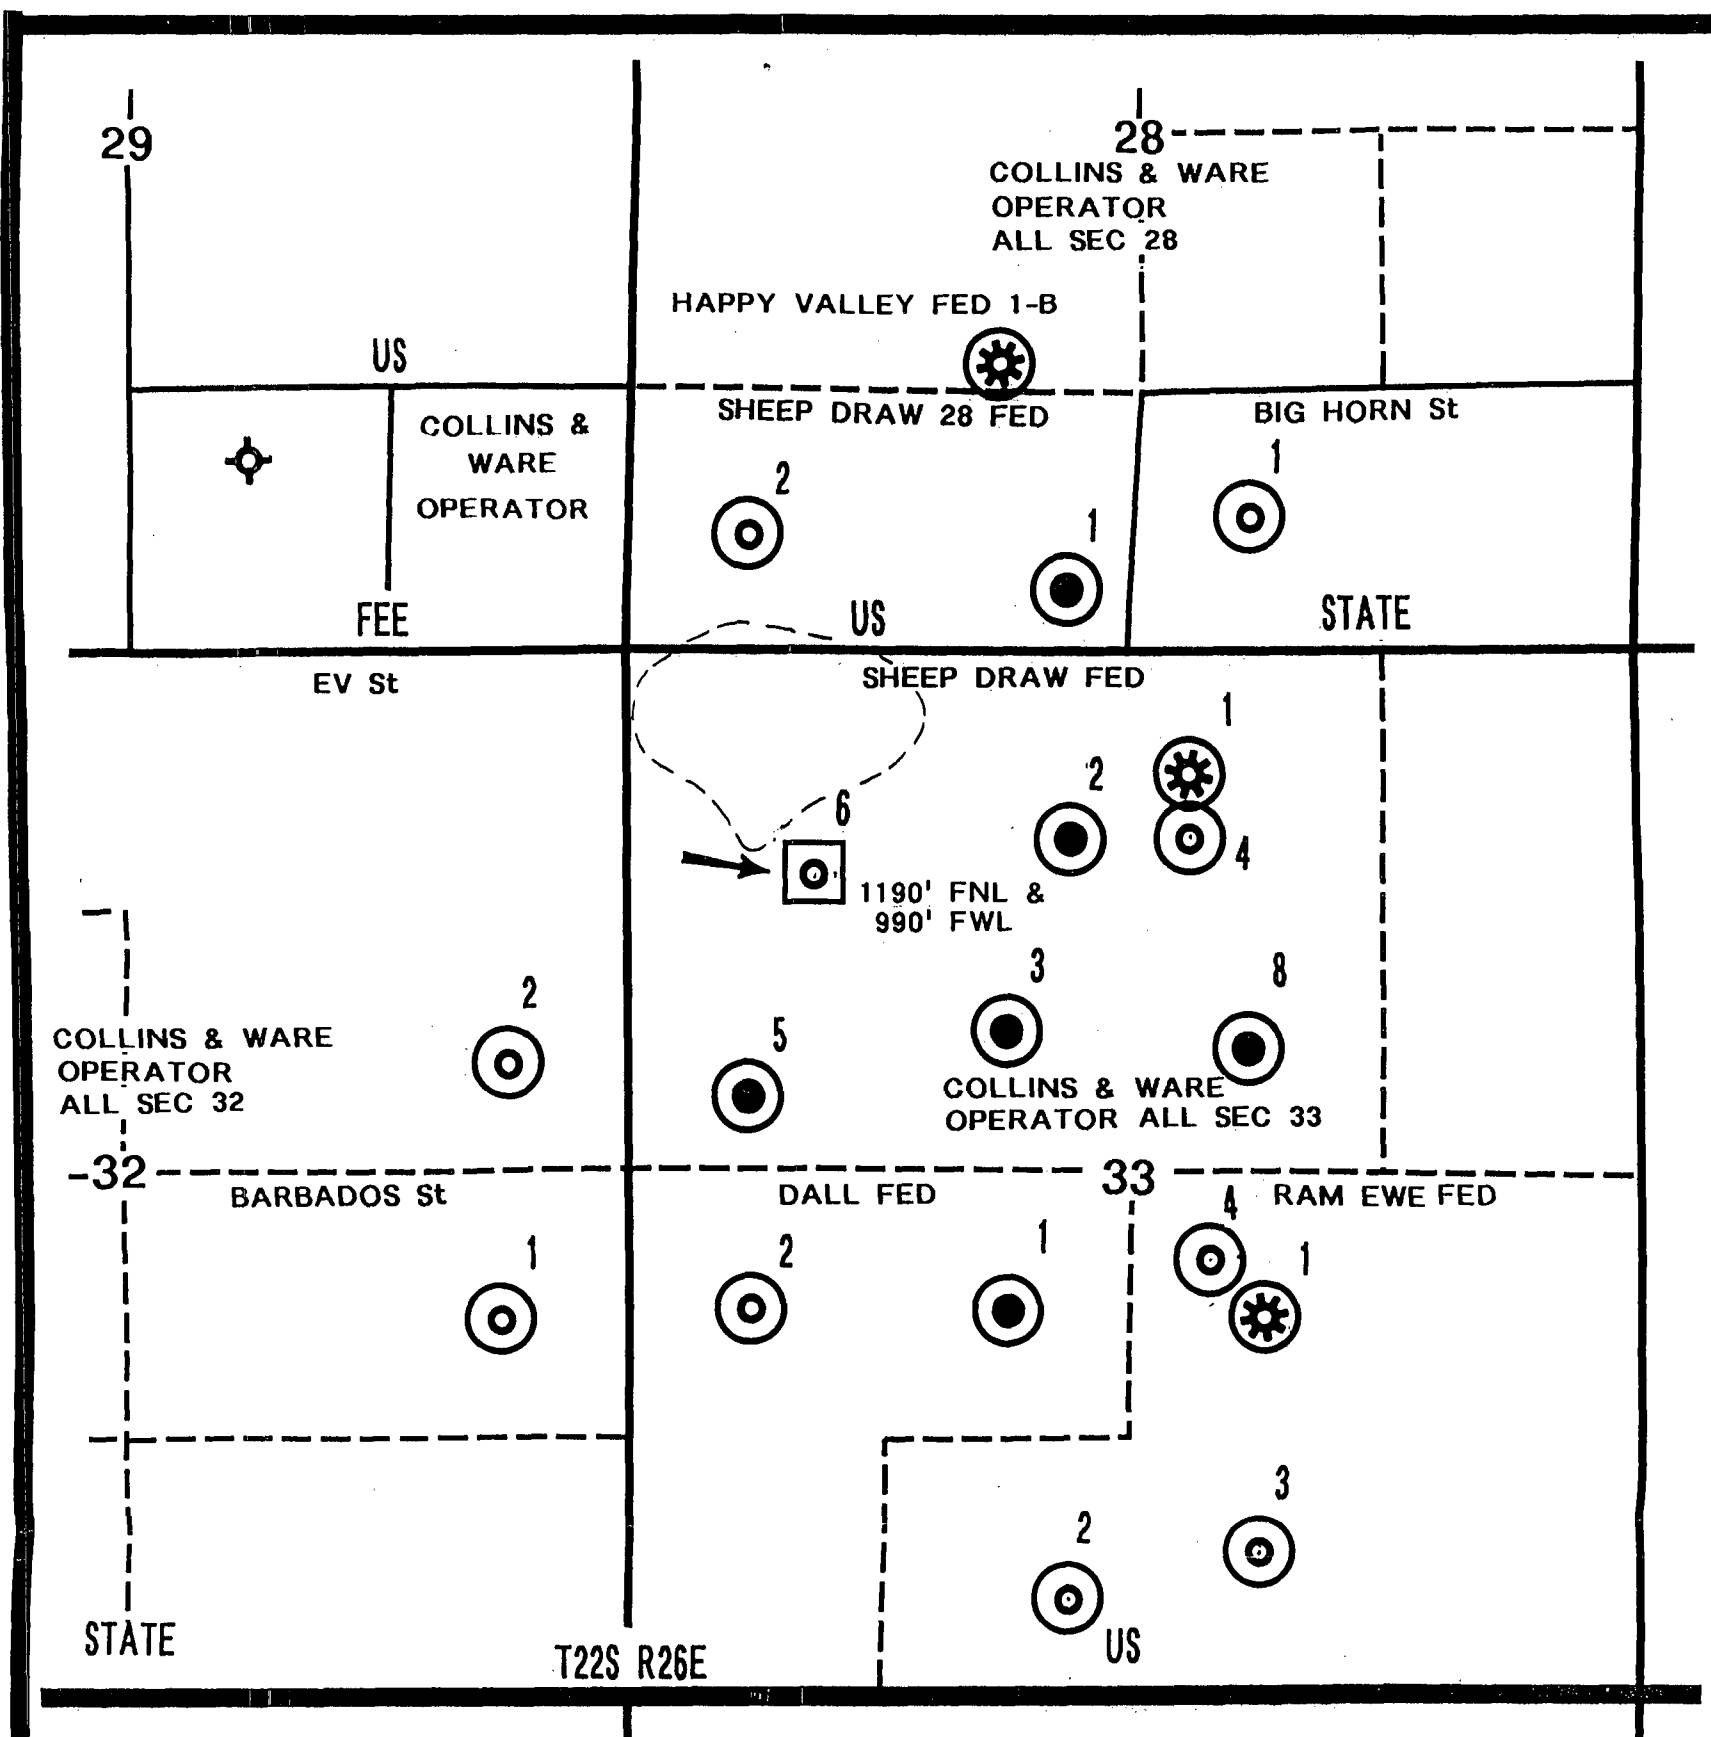 29
28
COLLINS & WARE
OPERATOR
ALL SEC 28
HAPPY VALLEY FED 1-B
US
COLLINS &
WARE
OPERATOR
SHEEP DRAW 28 FED
BIG HORN St
2
1
1
FEE
US
STATE
EV St
SHEEP DRAW FED
1
2
4
6
1190' FNL &
990' FWL
3
8
2
5
COLLINS & WARE
OPERATOR
ALL SEC 32
COLLINS & WARE
OPERATOR ALL SEC 33
-32
33
BARBADOS St
DALL FED
RAM EWE FED
1
2
1
4
1
3
2
STATE
US
T22S R26E